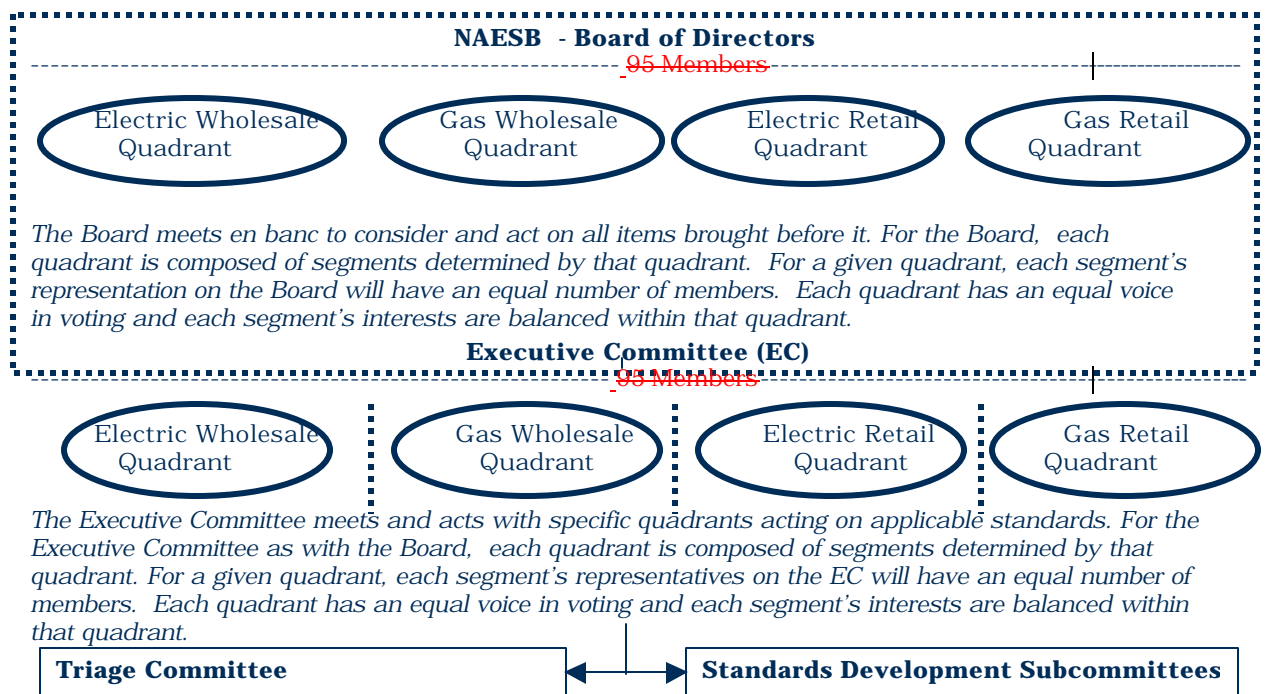 NAESB - Board of Directors
95 Members
Electric Wholesale Gas Wholesale Electric Retail Gas Retail
Quadrant Quadrant Quadrant Quadrant
The Board meets en banc to consider and act on all items brought before it. For the Board, each
quadrant is composed of segments determined by that quadrant. For a given quadrant, each segment's
representation on the Board will have an equal number of members. Each quadrant has an equal voice
in voting and each segment's interests are balanced within that quadrant.
Executive Committee (EC)
95 Members
Electric Wholesale Gas Wholesale Electric Retail Gas Retail
Quadrant Quadrant Quadrant Quadrant
The Executive Committee meets and acts with specific quadrants acting on applicable standards. For the
Executive Committee as with the Board, each quadrant is composed of segments determined by that
quadrant. For a given quadrant, each segment's representatives on the EC will have an equal number of
members. Each quadrant has an equal voice in voting and each segment's interests are balanced within
that quadrant.
Triage Committee Standards Development Subcommittees